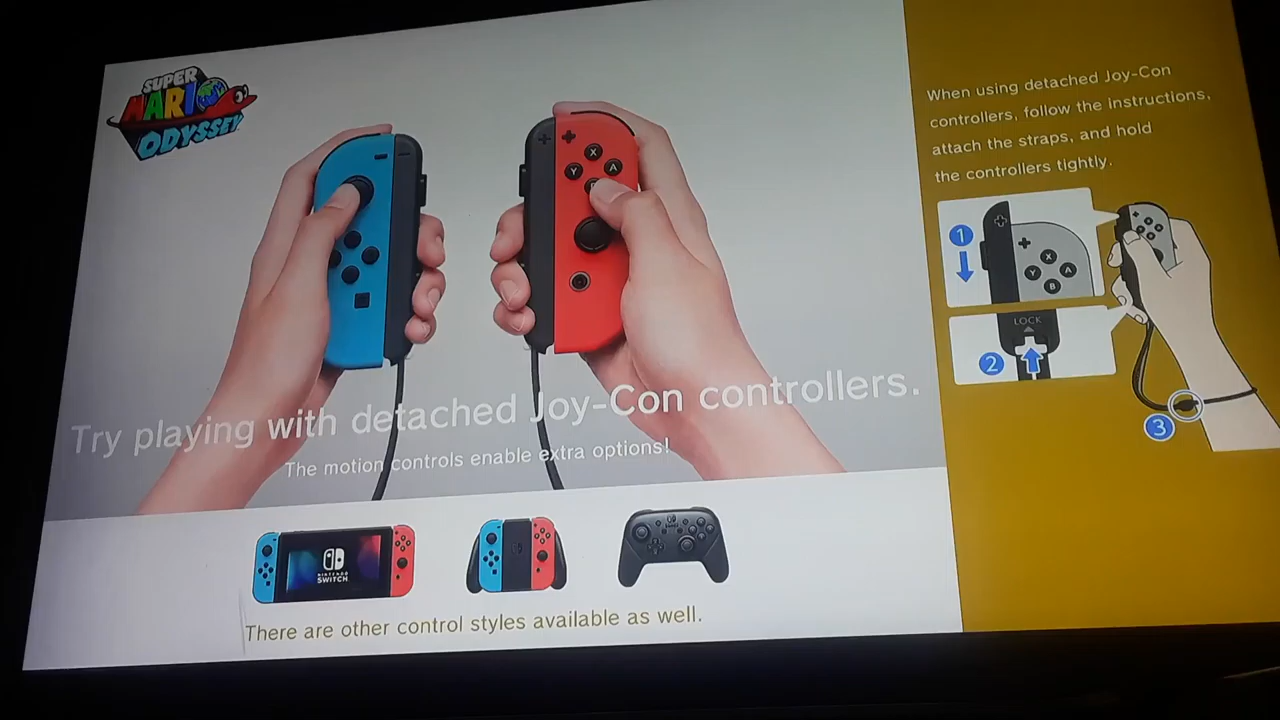 SUPER
MARIO
ODYSSEY
X
Y
A
Try playing with detached Joy-Con controllers.
The motion controls enable extra options!
NINTENDO
SWITCH
There are other control styles available as well.
When using detached Joy-Con
controllers, follow the instructions,
attach the straps, and hold
the controllers tightly.
1
X
Y
A
B
LOCK
2
3